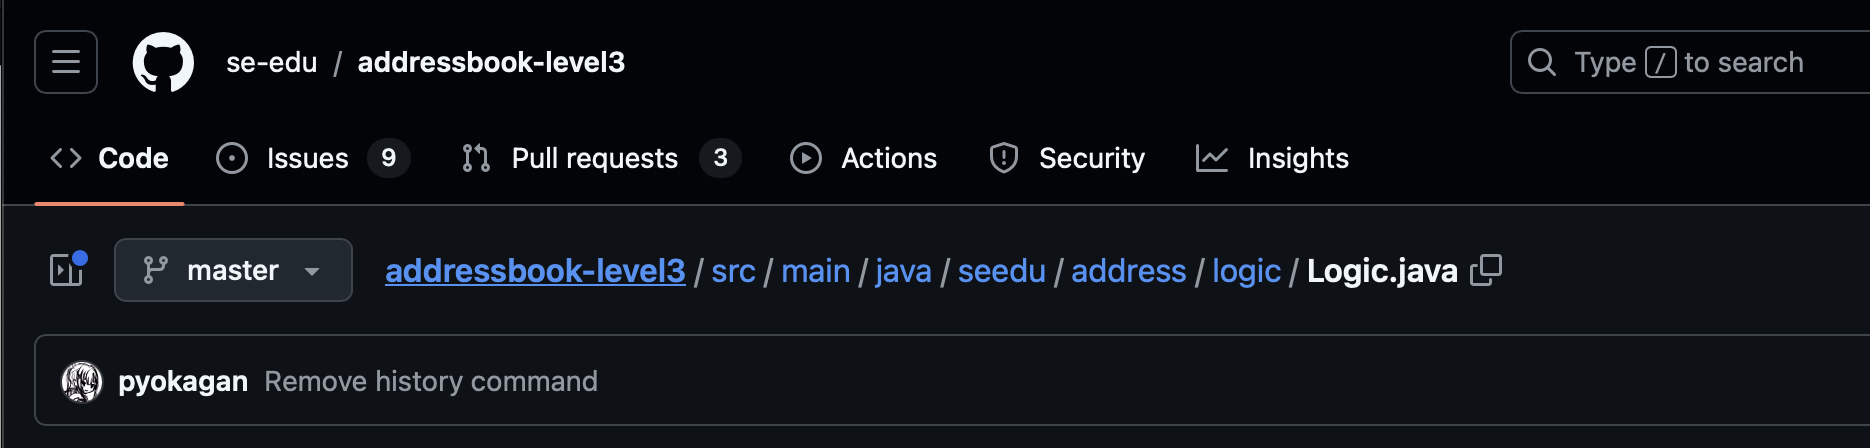 se-edu / addressbook-level3
Type / to search
Code Issues 9 Pull requests 3 Actions Security Insights
master addressbook-level3 / src / main / java / seedu / address / logic / Logic.java
pyokagan Remove history command